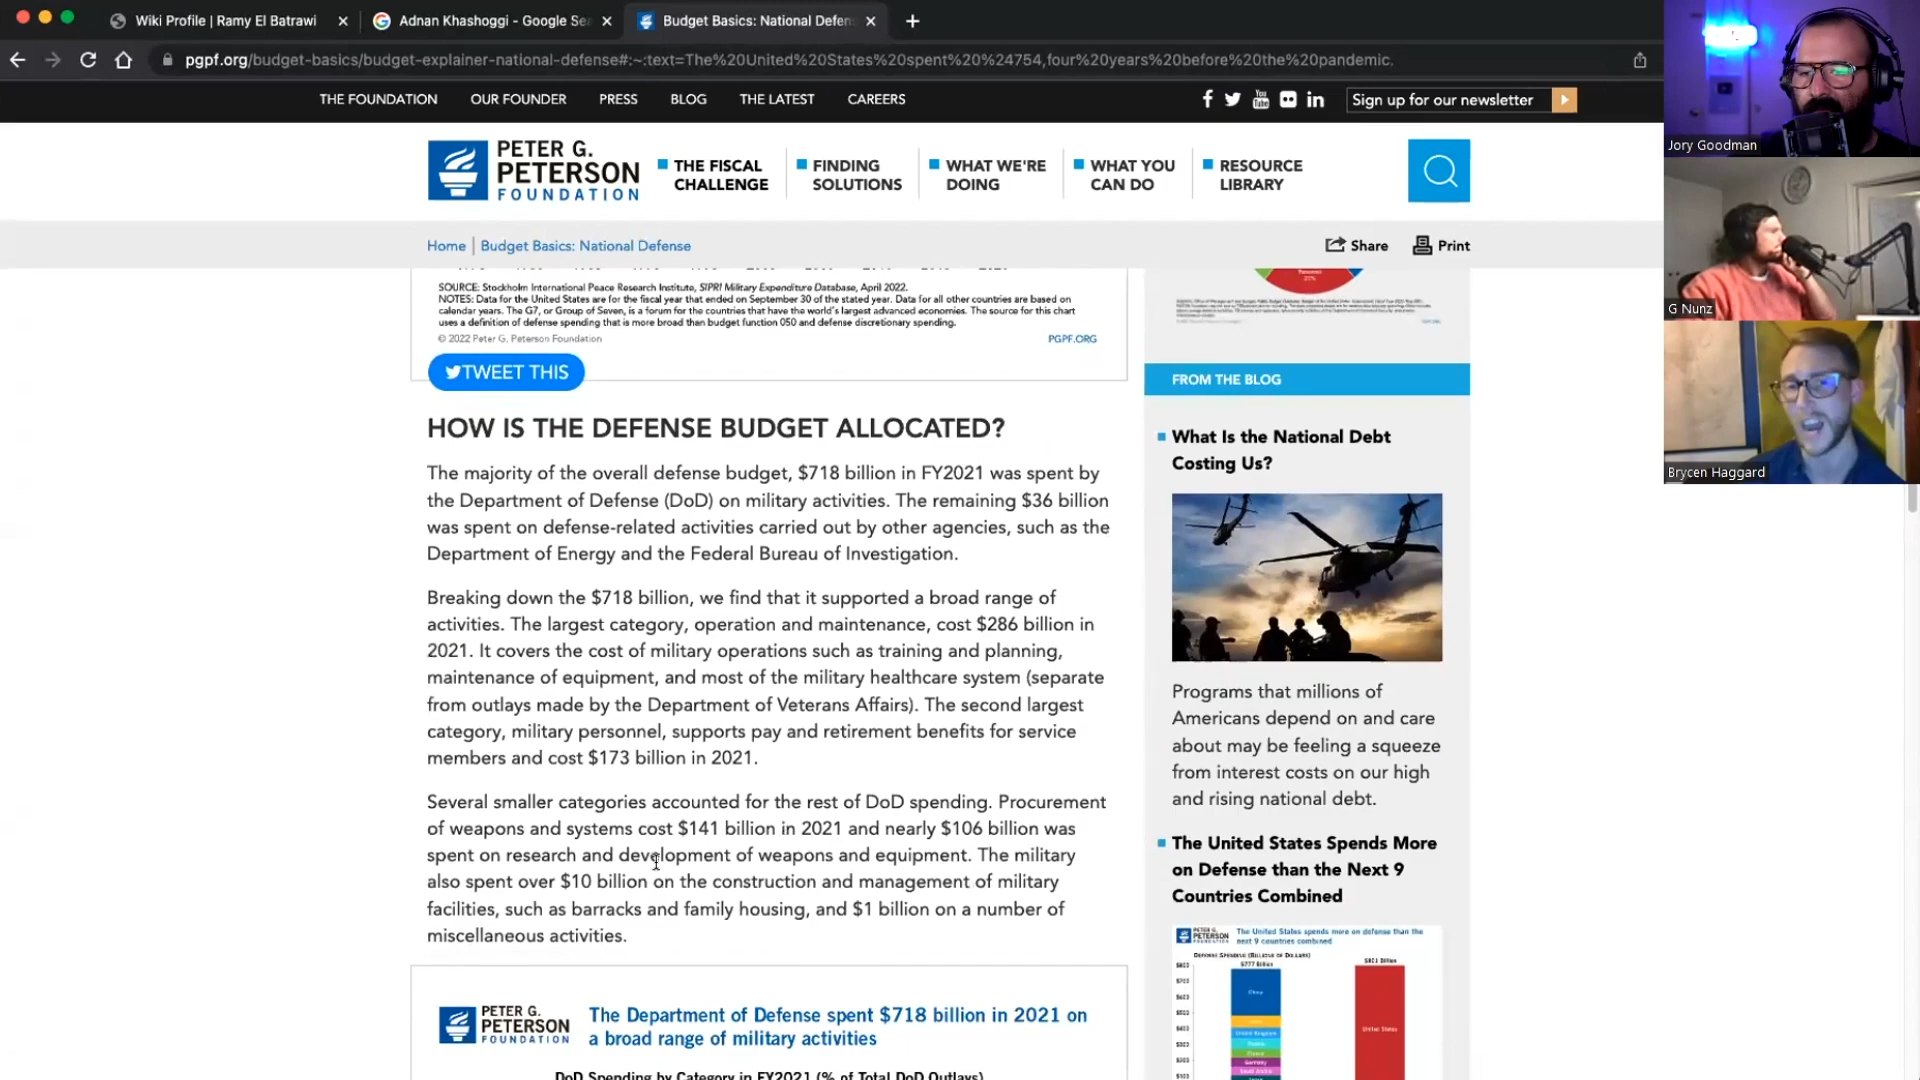 Wiki Profile | Ramy El Batrawi
Adnan Khashoggi - Google Se
Budget Basics: National Defen
pgpf.org/budget-basics/budget-explainer-national-defense#:~:text=The%20United%20States%20spent%20%24754,four%20years%20before%20the%20pandemic.
THE FOUNDATION OUR FOUNDER PRESS BLOG THE LATEST CAREERS
Sign up for our newsletter
PETER G.
PETERSON
FOUNDATION
THE FISCAL
CHALLENGE
FINDING
SOLUTIONS
WHAT WE'RE
DOING
WHAT YOU
CAN DO
RESOURCE
LIBRARY
Home | Budget Basics: National Defense
Share Print
SOURCE: Stockholm International Peace Research Institute, SIPRI Military Expenditure Database, April 2022.
NOTES: Data for the United States are for the fiscal year that ended on September 30 of the stated year. Data for all other countries are based on
calendar years. The G7, or Group of Seven, is a forum for the countries that have the world's largest advanced economies. The source for this chart
uses a definition of defense spending that is more broad than budget function 050 and defense discretionary spending.
© 2022 Peter G. Peterson Foundation
PGPF.ORG
TWEET THIS
HOW IS THE DEFENSE BUDGET ALLOCATED?
The majority of the overall defense budget, $718 billion in FY2021 was spent by
the Department of Defense (DoD) on military activities. The remaining $36 billion
was spent on defense-related activities carried out by other agencies, such as the
Department of Energy and the Federal Bureau of Investigation.
Breaking down the $718 billion, we find that it supported a broad range of
activities. The largest category, operation and maintenance, cost $286 billion in
2021. It covers the cost of military operations such as training and planning,
maintenance of equipment, and most of the military healthcare system (separate
from outlays made by the Department of Veterans Affairs). The second largest
category, military personnel, supports pay and retirement benefits for service
members and cost $173 billion in 2021.
Several smaller categories accounted for the rest of DoD spending. Procurement
of weapons and systems cost $141 billion in 2021 and nearly $106 billion was
spent on research and development of weapons and equipment. The military
also spent over $10 billion on the construction and management of military
facilities, such as barracks and family housing, and $1 billion on a number of
miscellaneous activities.
PETER G.
PETERSON
FOUNDATION
The Department of Defense spent $718 billion in 2021 on
a broad range of military activities
DoD Spending by Category in FY2021 (% of Total DoD Outlays)
FROM THE BLOG
What Is the National Debt
Costing Us?
Programs that millions of
Americans depend on and care
about may be feeling a squeeze
from interest costs on our high
and rising national debt.
The United States Spends More
on Defense than the Next 9
Countries Combined
PETER G.
PETERSON
FOUNDATION
The United States spends more on defense than the
next 9 countries combined
DEFENSE SPENDING (BILLIONS OF DOLLARS)
$777 Billion
$801 Billion
China
United Kingdom
Germany
Saudi Arabia
United States
Jory Goodman
G Nunz
Brycen Haggard